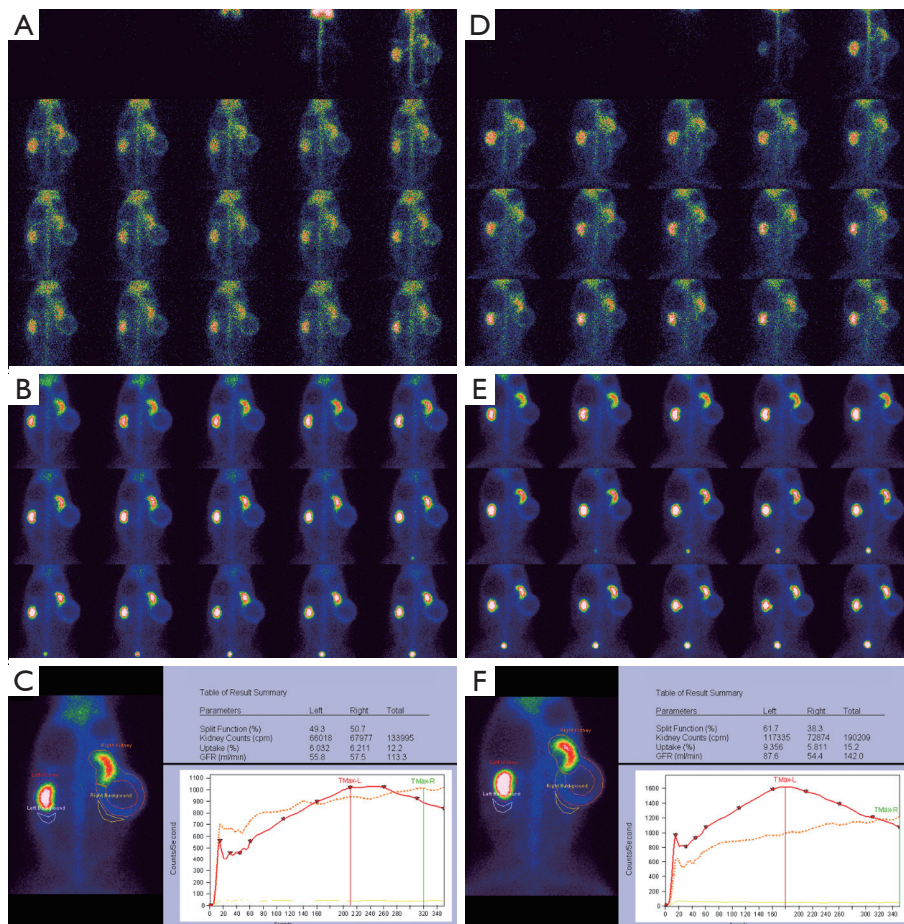 A
D
B
E
C
Right Kidney
Left Kidney
Left Background
Right Background
Table of Result Summary
Parameters Left Right Total
Split Function (%) 49.3 50.7
Kidney Counts (cpm) 66018 67977 133995
Uptake (%) 6.032 6.211 12.2
GFR (ml/min) 55.8 57.5 113.3
TMax-L
TMax-R
Counts/Second
1100
1000
900
800
700
600
500
400
300
200
100
0
0 20 40 60 80 100 120 140 160 180 200 220 240 260 280 300 320 340
F
Right Kidney
Left Kidney
Left Background
Right Background
Table of Result Summary
Parameters Left Right Total
Split Function (%) 61.7 38.3
Kidney Counts (cpm) 117335 72874 190209
Uptake (%) 9.356 5.811 15.2
GFR (ml/min) 87.6 54.4 142.0
TMax-L
TMax-R
Counts/Second
1600
1400
1200
1000
800
600
400
200
0
0 20 40 60 80 100 120 140 160 180 200 220 240 260 280 300 320 340